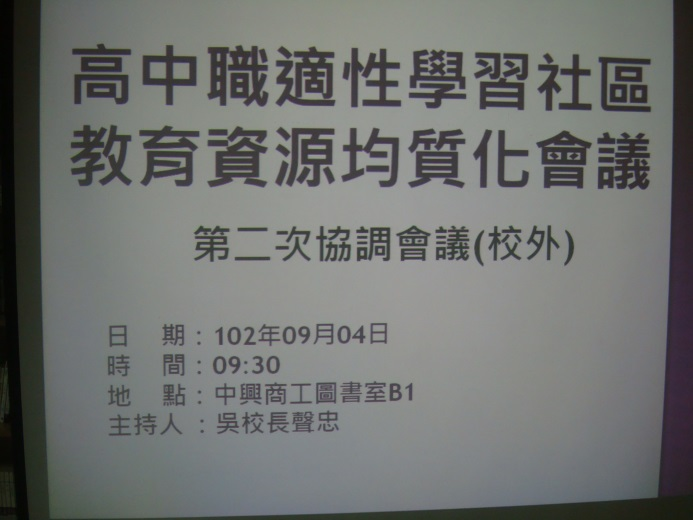 高中職適性學習社區
教育資源均質化會議
第二次協調會議(校外)
日　期：102年09月04日
時　間：09:30
地　點：中興商工圖書室B1
主持人 ：吳校長聲忠